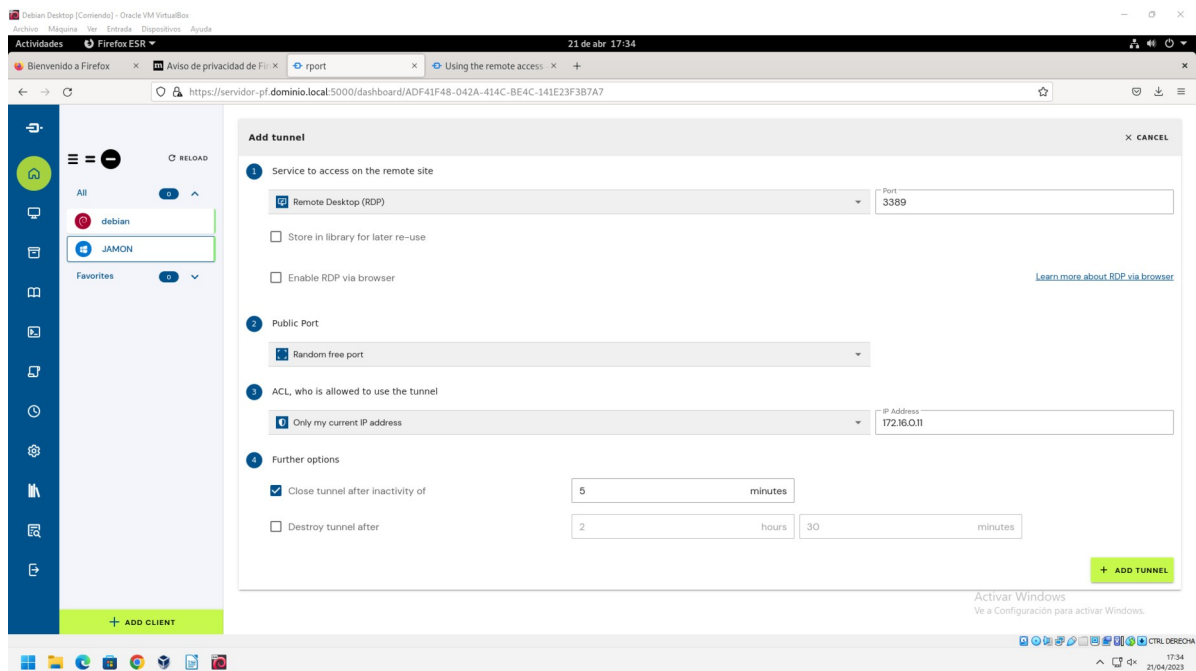 Debian Desktop [Corriendo] - Oracle VM VirtualBox
Archivo Máquina Ver Entrada Dispositivos Ayuda
Actividades Firefox ESR 21 de abr 17:34
Bienvenido a Firefox Aviso de privacidad de Fir rport Using the remote access
https://servidor-pf.dominio.local:5000/dashboard/ADF41F48-042A-414C-BE4C-141E23F3B7A7
Add tunnel CANCEL
RELOAD
1 Service to access on the remote site
All 0
Remote Desktop (RDP) Port 3389
debian
Store in library for later re-use
JAMON
Favorites 0
Enable RDP via browser Learn more about RDP via browser
2 Public Port
Random free port
3 ACL, who is allowed to use the tunnel
Only my current IP address IP Address 172.16.0.11
4 Further options
Close tunnel after inactivity of 5 minutes
Destroy tunnel after 2 hours 30 minutes
+ ADD TUNNEL
Activar Windows
Ve a Configuración para activar Windows.
+ ADD CLIENT
CTRL DERECHA
17:34
21/04/2023